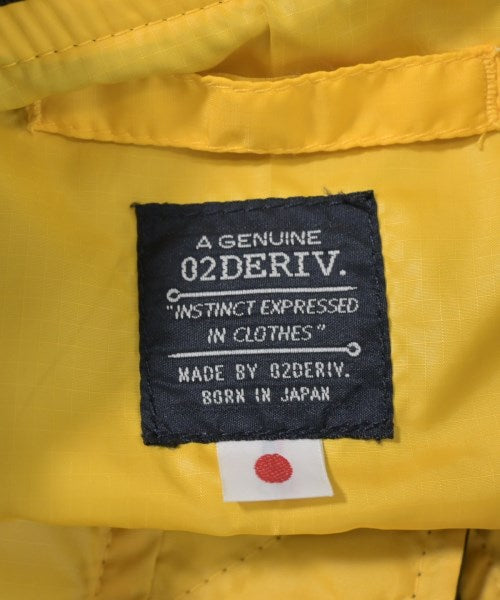 A GENUINE
02DERIV.
"INSTINCT EXPRESSED
IN CLOTHES"
MADE BY 02DERIV.
BORN IN JAPAN